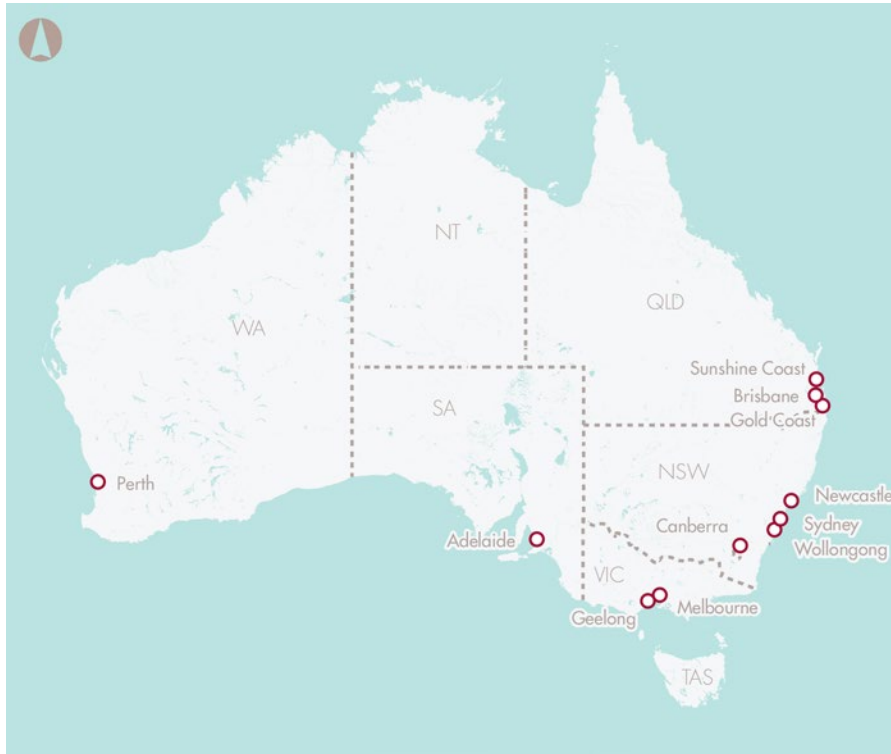 NT
QLD
WA
Sunshine Coast
Brisbane
SA
Gold Coast
NSW
Perth
Newcastle
Canberra
Sydney
Adelaide
Wollongong
VIC
Melbourne
Geelong
TAS